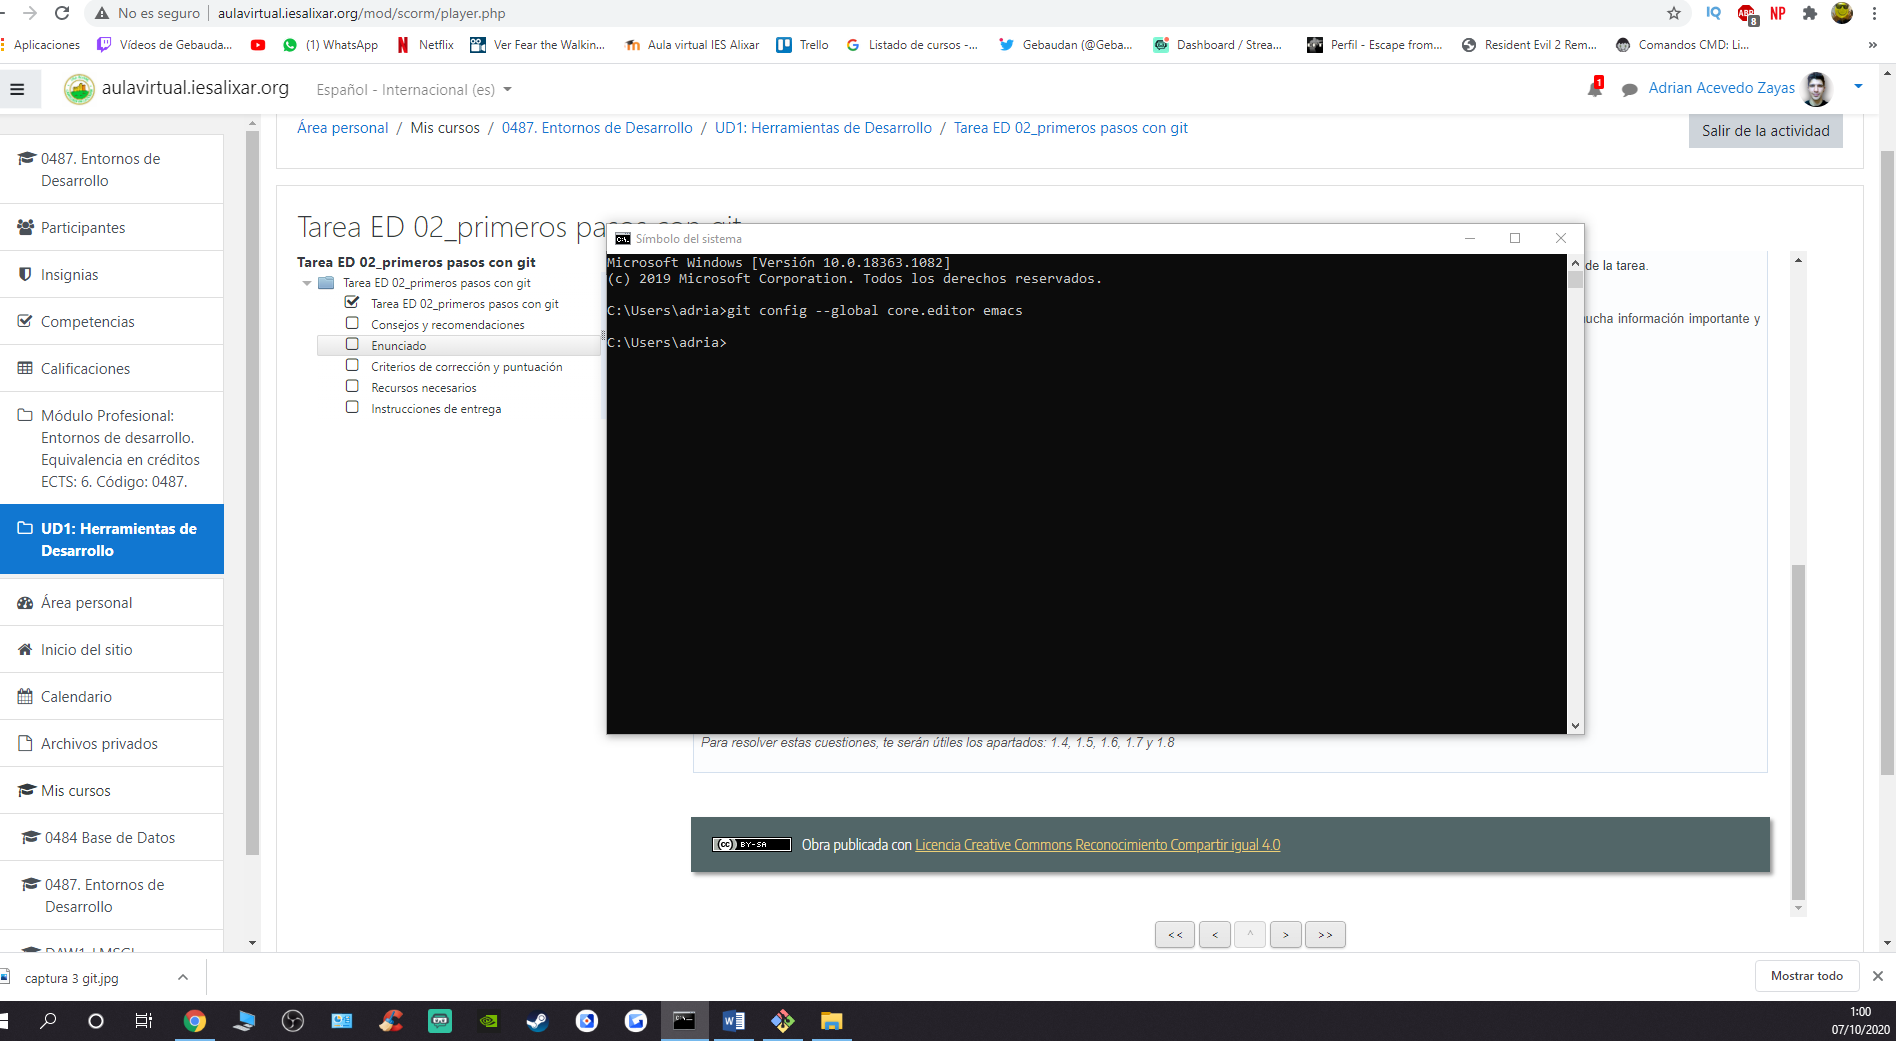 No es seguro
aulavirtual.iesalixar.org/mod/scorm/player.php
IQ
ABP
8
NP
Aplicaciones
Vídeos de Gebauda...
(1) WhatsApp
Netflix
Ver Fear the Walkin...
Aula virtual IES Alixar
Trello
Listado de cursos -...
Gebaudan (@Geba...
Dashboard / Strea...
Perfil - Escape from...
Resident Evil 2 Rem...
Comandos CMD: Li...
»
aulavirtual.iesalixar.org
Español - Internacional (es)
1
Adrian Acevedo Zayas
Área personal / Mis cursos / 0487. Entornos de Desarrollo / UD1: Herramientas de Desarrollo / Tarea ED 02_primeros pasos con git
Salir de la actividad
0487. Entornos de
Desarrollo
Participantes
Insignias
Competencias
Calificaciones
Módulo Profesional:
Entornos de desarrollo.
Equivalencia en créditos
ECTS: 6. Código: 0487.
UD1: Herramientas de
Desarrollo
Área personal
Inicio del sitio
Calendario
Archivos privados
Mis cursos
0484 Base de Datos
0487. Entornos de
Desarrollo
Tarea ED 02_primeros pasos con git
Tarea ED 02_primeros pasos con git
Tarea ED 02_primeros pasos con git
Tarea ED 02_primeros pasos con git
Consejos y recomendaciones
Enunciado
Criterios de corrección y puntuación
Recursos necesarios
Instrucciones de entrega
C:\.
Símbolo del sistema
Microsoft Windows [Versión 10.0.18363.1082]
(c) 2019 Microsoft Corporation. Todos los derechos reservados.
C:\Users\adria>git config --global core.editor emacs
C:\Users\adria>
de la tarea.
ucha información importante y
Para resolver estas cuestiones, te serán útiles los apartados: 1.4, 1.5, 1.6, 1.7 y 1.8
(cc) BY-SA
Obra publicada con Licencia Creative Commons Reconocimiento Compartir igual 4.0
<< < ^ > >>
captura 3 git.jpg
Mostrar todo
1:00
07/10/2020